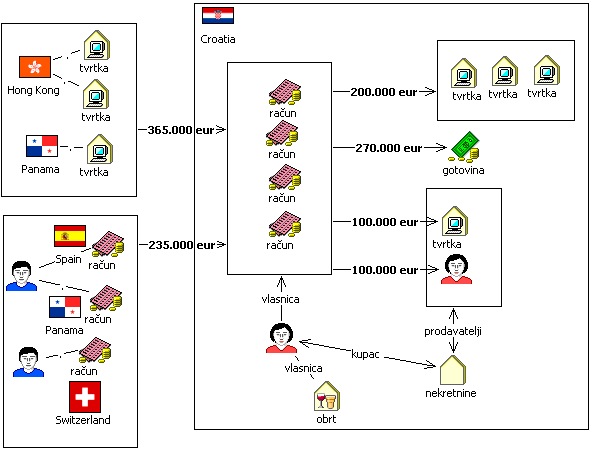 Croatia
Hong Kong
tvrtka
tvrtka
Panama
tvrtka
365.000 eur
račun
račun
račun
račun
200.000 eur
tvrtka
tvrtka
tvrtka
270.000 eur
gotovina
100.000 eur
tvrtka
100.000 eur
Spain
račun
Panama
račun
račun
Switzerland
235.000 eur
vlasnica
prodavatelji
kupac
vlasnica
nekretnine
obrt